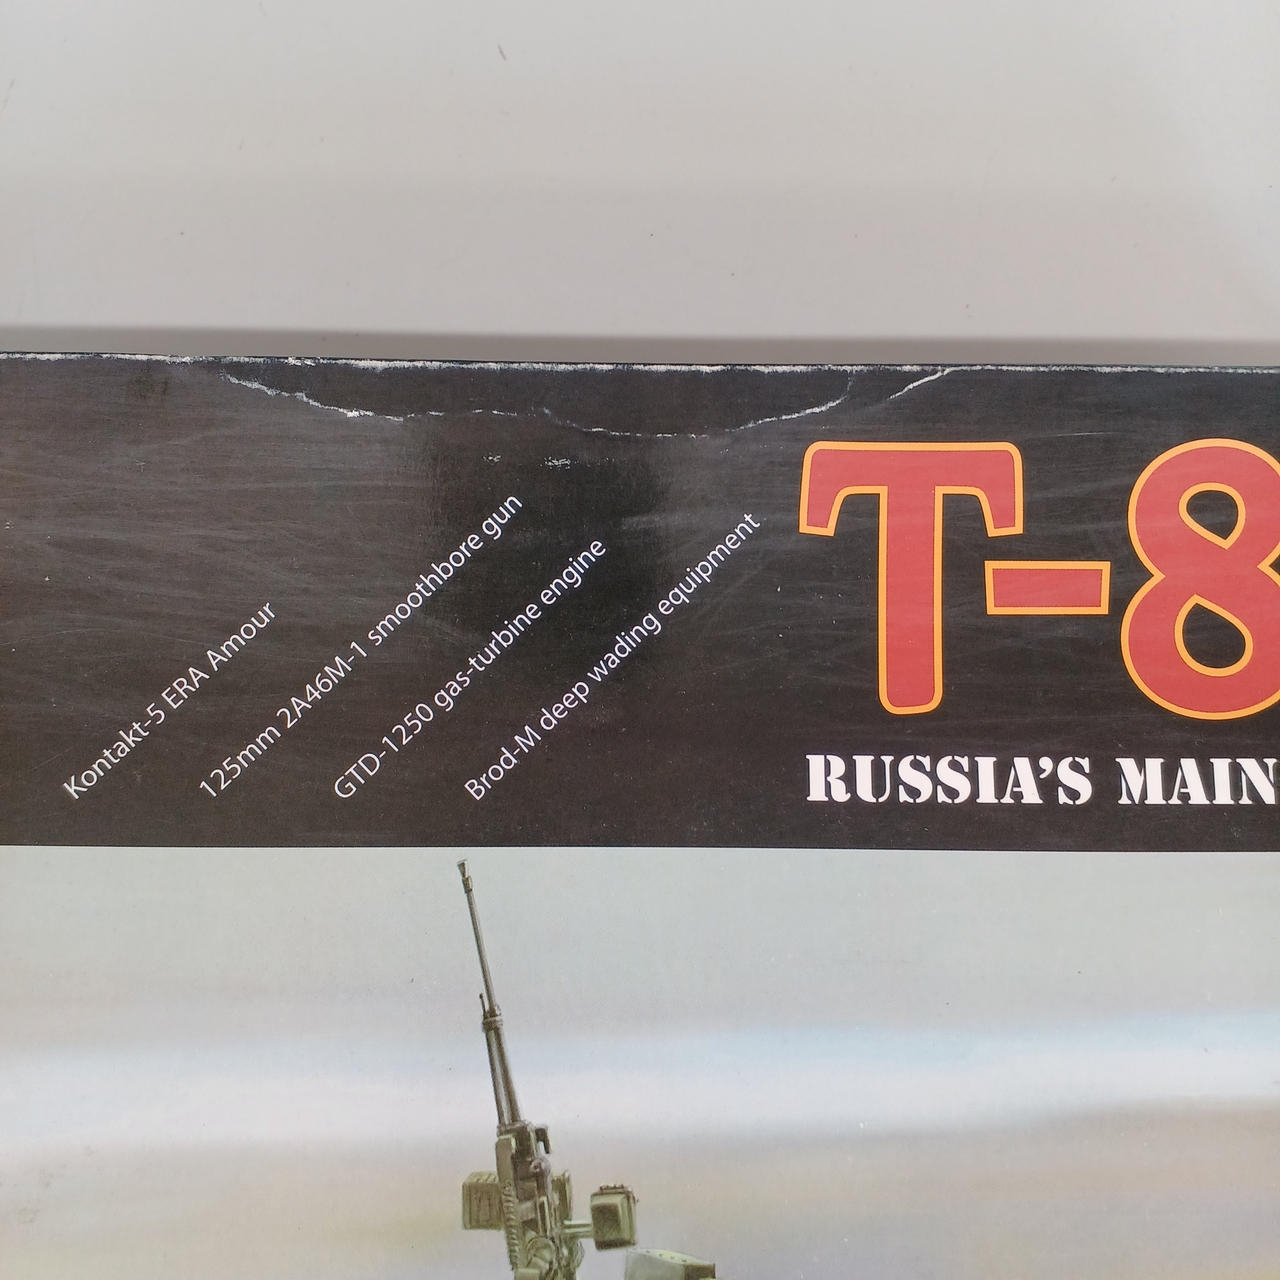 Kontakt-5 ERA Amour
125mm 2A46M-1 smoothbore gun
GTD-1250 gas-turbine engine
Brod-M deep wading equipment
T-8
RUSSIA'S MAIN